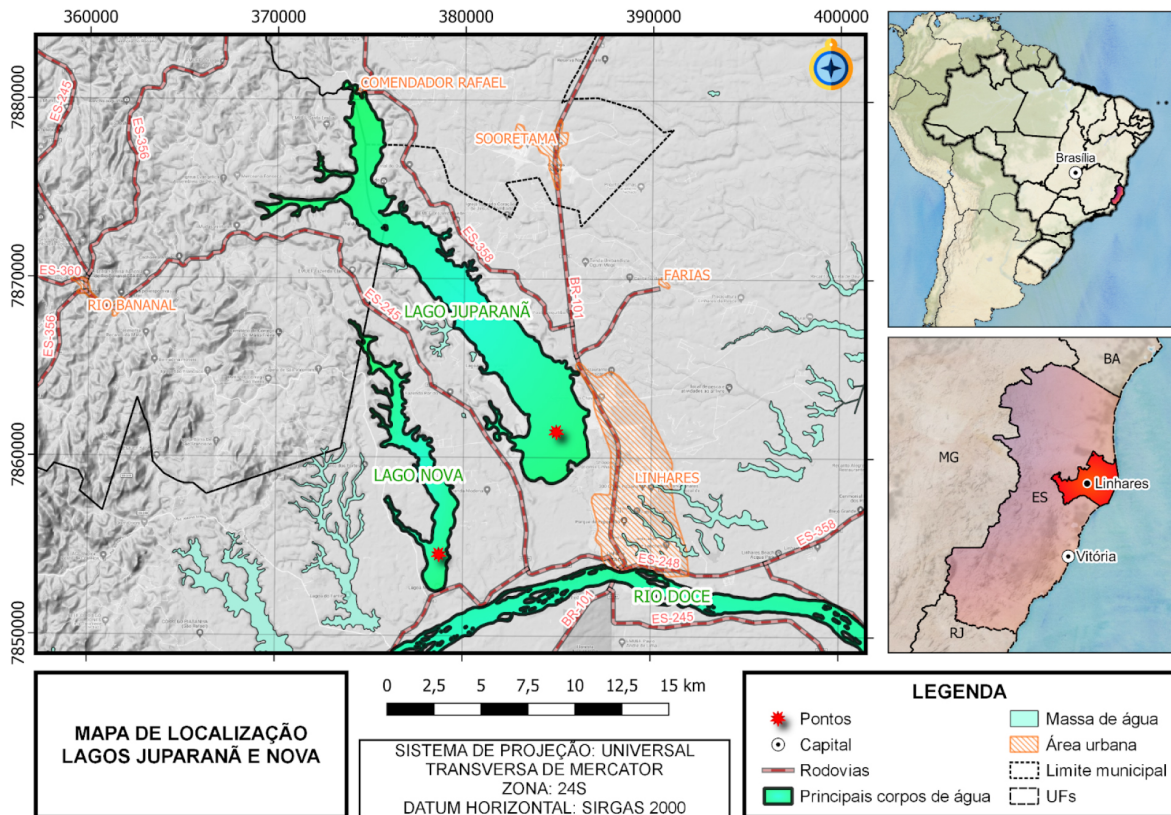 360000
370000
380000
390000
400000
7880000
7870000
7860000
7850000
COMENDADOR RAFAEL
ES-245
ES-356
SOORETAMA
ES-358
ES-360
RIO BANANAL
FARIAS
BR-101
ES-245
ES-356
LAGO JUPARANÃ
LAGO NOVA
LINHARES
ES-248
ES-358
RIO DOCE
BR-101
ES-245
Brasília
BA
MG
ES
Linhares
Vitória
RJ
MAPA DE LOCALIZAÇÃO
LAGOS JUPARANÃ E NOVA
0 2,5 5 7,5 10 12,5 15 km
SISTEMA DE PROJEÇÃO: UNIVERSAL
TRANSVERSA DE MERCATOR
ZONA: 24S
DATUM HORIZONTAL: SIRGAS 2000
LEGENDA
Pontos
Capital
Rodovias
Principais corpos de água
Massa de água
Área urbana
Limite municipal
UFs